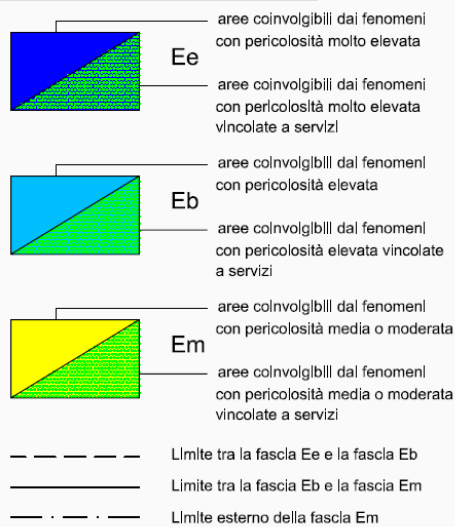 aree coinvolgibili dai fenomeni
con pericolosità molto elevata
Ee
aree coinvolgibili dai fenomeni
con pericolosità molto elevata
vincolate a servizi
aree coinvolgibili dai fenomeni
con pericolosità elevata
Eb
aree coinvolgibili dai fenomeni
con pericolosità elevata vincolate
a servizi
aree coinvolgibili dai fenomeni
con pericolosità media o moderata
Em
aree coinvolgibili dai fenomeni
con pericolosità media o moderata
vincolate a servizi
Limite tra la fascia Ee e la fascia Eb
Limite tra la fascia Eb e la fascia Em
Limite esterno della fascia Em